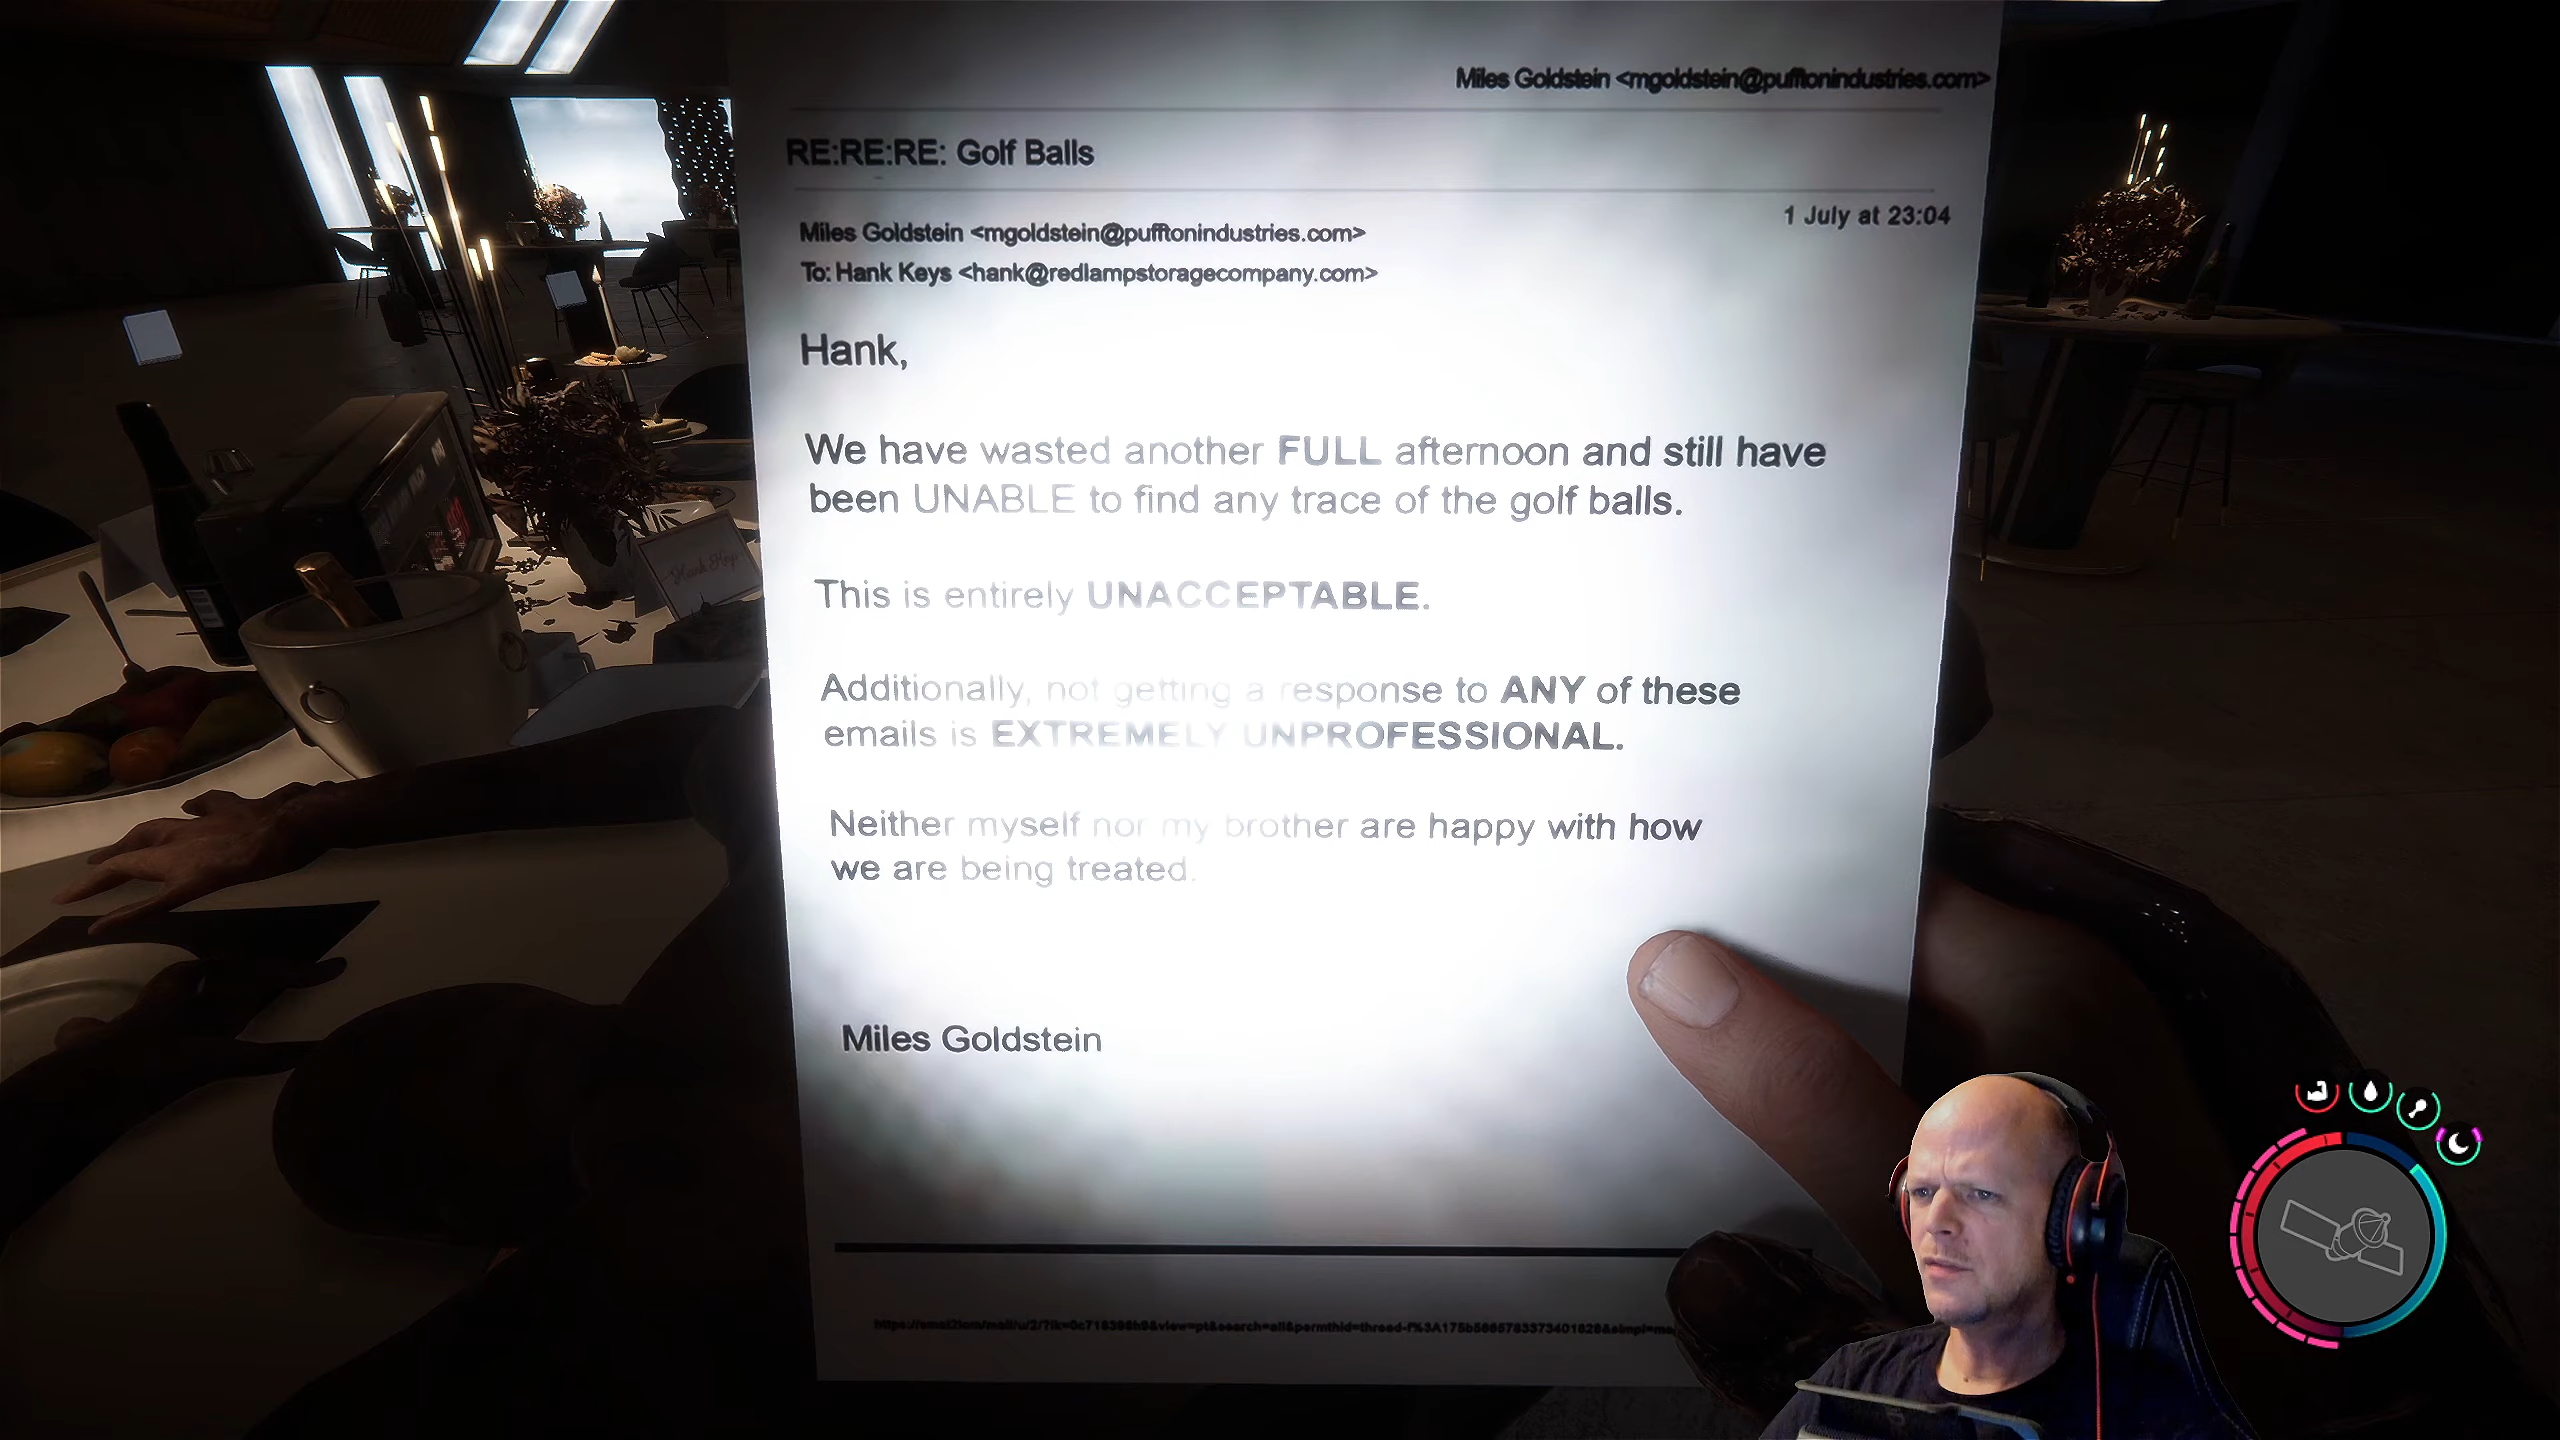 Miles Goldstein <mgoldstein@pufftonindustries.com>
RE:RE:RE: Golf Balls
1 July at 23:04
Miles Goldstein <mgoldstein@pufftonindustries.com>
To: Hank Keys <hank@redlampstoragecompany.com>
Hank,
We have wasted another FULL afternoon and still have
been UNABLE to find any trace of the golf balls.
This is entirely UNACCEPTABLE.
Additionally, not getting a response to ANY of these
emails is EXTREMELY UNPROFESSIONAL.
Neither myself nor my brother are happy with how
we are being treated.
Miles Goldstein